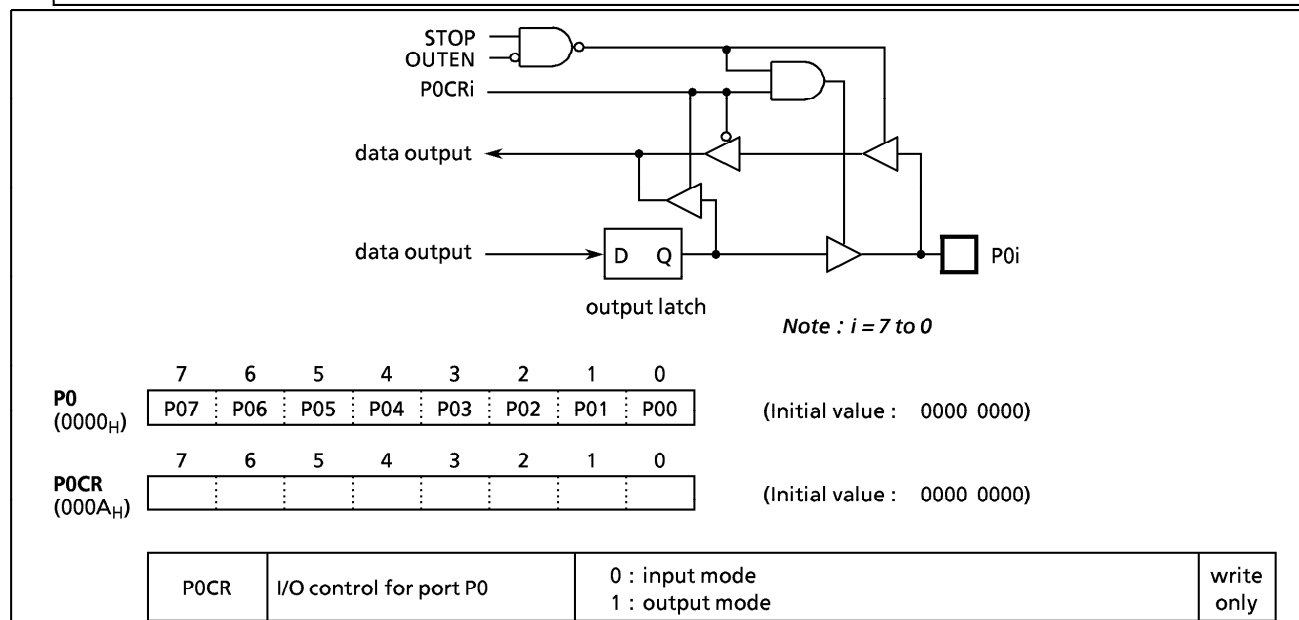 STOP
OUTEN
P0CRi
data output
data output
D Q
P0i
output latch
Note : i = 7 to 0
7 6 5 4 3 2 1 0
P0
(0000H)
P07 P06 P05 P04 P03 P02 P01 P00
(Initial value : 0000 0000)
7 6 5 4 3 2 1 0
P0CR
(000AH)
(Initial value : 0000 0000)
P0CR
I/O control for port P0
0 : input mode
1 : output mode
write
only